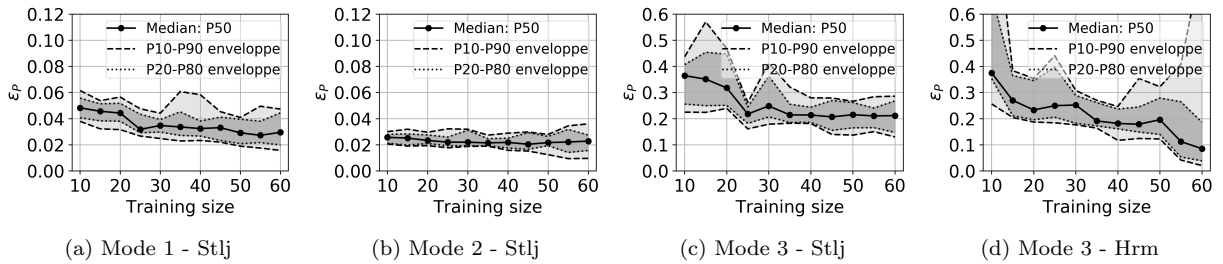 0.12
0.10
0.08
0.06
0.04
0.02
0.00
εP
Median: P50
P10-P90 enveloppe
P20-P80 enveloppe
10 20 30 40 50 60
Training size
(a) Mode 1 - Stlj
0.12
0.10
0.08
0.06
0.04
0.02
0.00
εP
Median: P50
P10-P90 enveloppe
P20-P80 enveloppe
10 20 30 40 50 60
Training size
(b) Mode 2 - Stlj
0.6
0.5
0.4
0.3
0.2
0.1
0.0
εP
Median: P50
P10-P90 enveloppe
P20-P80 enveloppe
10 20 30 40 50 60
Training size
(c) Mode 3 - Stlj
0.6
0.5
0.4
0.3
0.2
0.1
0.0
εP
Median: P50
P10-P90 enveloppe
P20-P80 enveloppe
10 20 30 40 50 60
Training size
(d) Mode 3 - Hrm